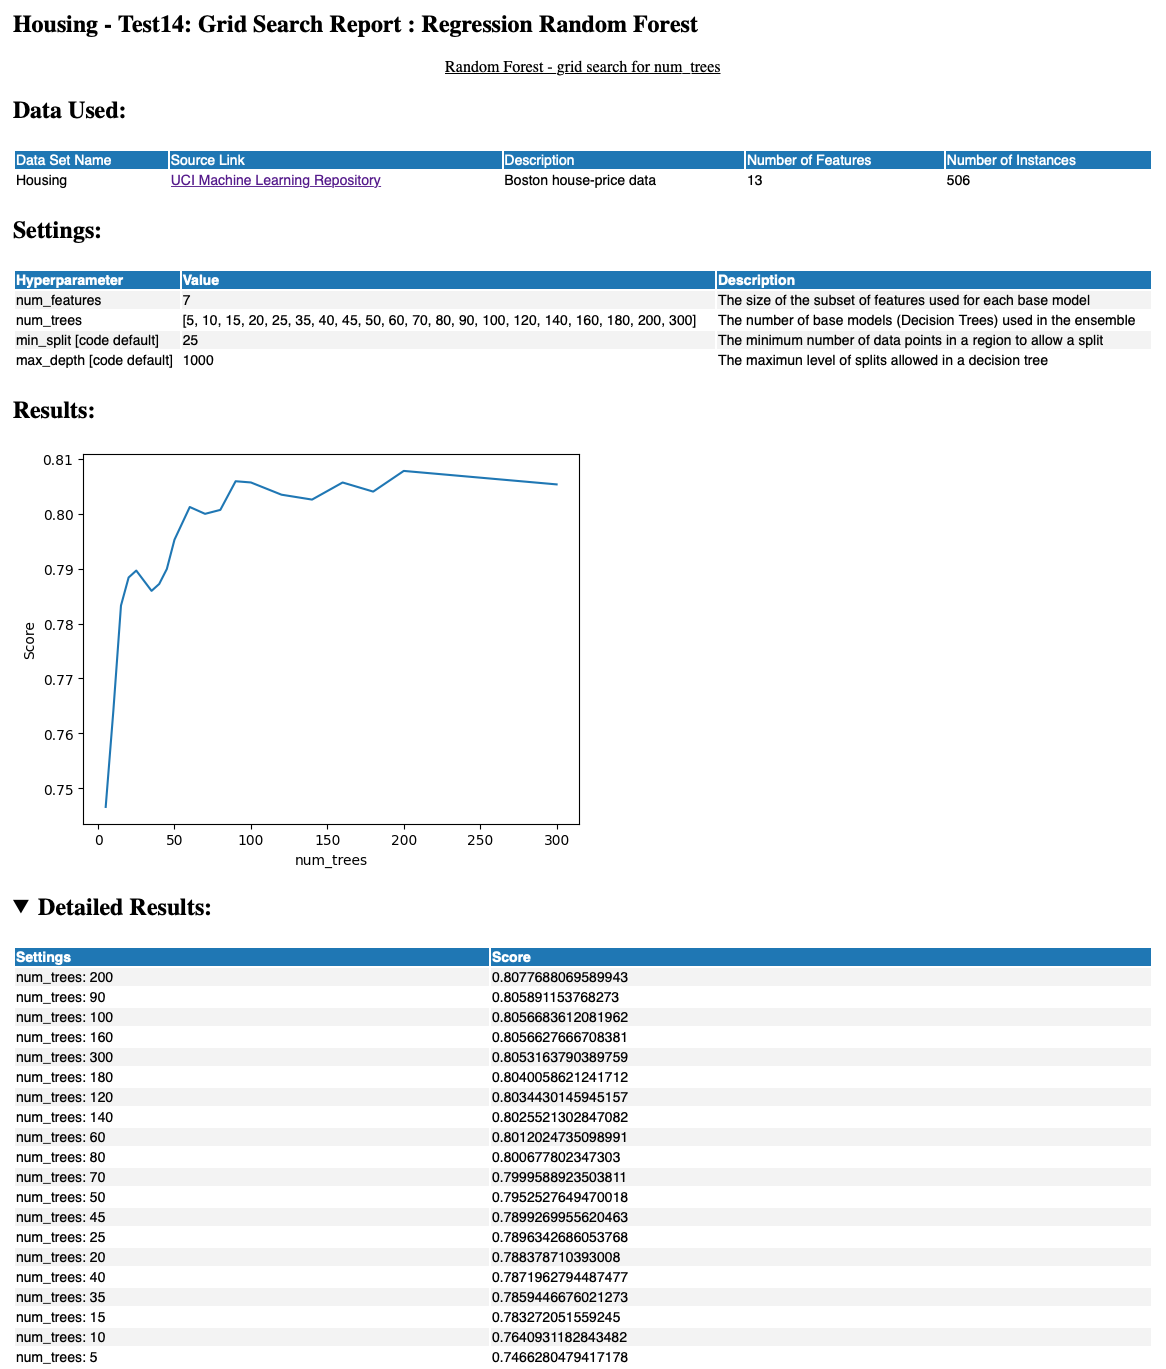 Housing - Test14: Grid Search Report : Regression Random Forest
Random Forest - grid search for num_trees
Data Used:
Data Set Name Source Link Description Number of Features Number of Instances
Housing UCI Machine Learning Repository Boston house-price data 13 506
Settings:
Hyperparameter Value Description
num_features 7 The size of the subset of features used for each base model
num_trees [5, 10, 15, 20, 25, 35, 40, 45, 50, 60, 70, 80, 90, 100, 120, 140, 160, 180, 200, 300] The number of base models (Decision Trees) used in the ensemble
min_split [code default] 25 The minimum number of data points in a region to allow a split
max_depth [code default] 1000 The maximun level of splits allowed in a decision tree
Results:
0.81
0.80
0.79
0.78
0.77
0.76
0.75
Score
0 50 100 150 200 250 300
num_trees
▼ Detailed Results:
Settings Score
num_trees: 200 0.8077688069589943
num_trees: 90 0.805891153768273
num_trees: 100 0.8056683612081962
num_trees: 160 0.8056627666708381
num_trees: 300 0.8053163790389759
num_trees: 180 0.8040058621241712
num_trees: 120 0.8034430145945157
num_trees: 140 0.8025521302847082
num_trees: 60 0.8012024735098991
num_trees: 80 0.800677802347303
num_trees: 70 0.7999588923503811
num_trees: 50 0.7952527649470018
num_trees: 45 0.7899269955620463
num_trees: 25 0.7896342686053768
num_trees: 20 0.788378710393008
num_trees: 40 0.7871962794487477
num_trees: 35 0.7859446676021273
num_trees: 15 0.783272051559245
num_trees: 10 0.7640931182843482
num_trees: 5 0.7466280479417178